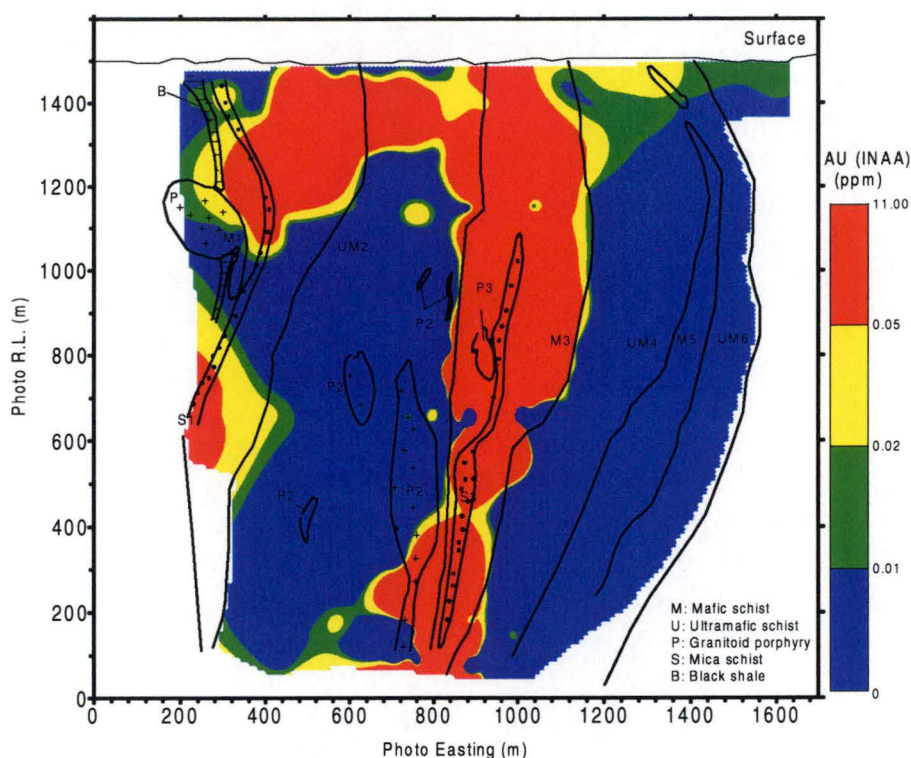 Surface
1400
1200
1000
800
600
400
200
0
Photo R.L. (m)
0 200 400 600 800 1000 1200 1400 1600
Photo Easting (m)
B
P
M1
S1
UM2
P2
P2
P2
P2
P3
M3
UM4
M5
UM6
AU (INAA)
(ppm)
11.00
0.05
0.02
0.01
0
M: Mafic schist
U: Ultramafic schist
P: Granitoid porphyry
S: Mica schist
B: Black shale